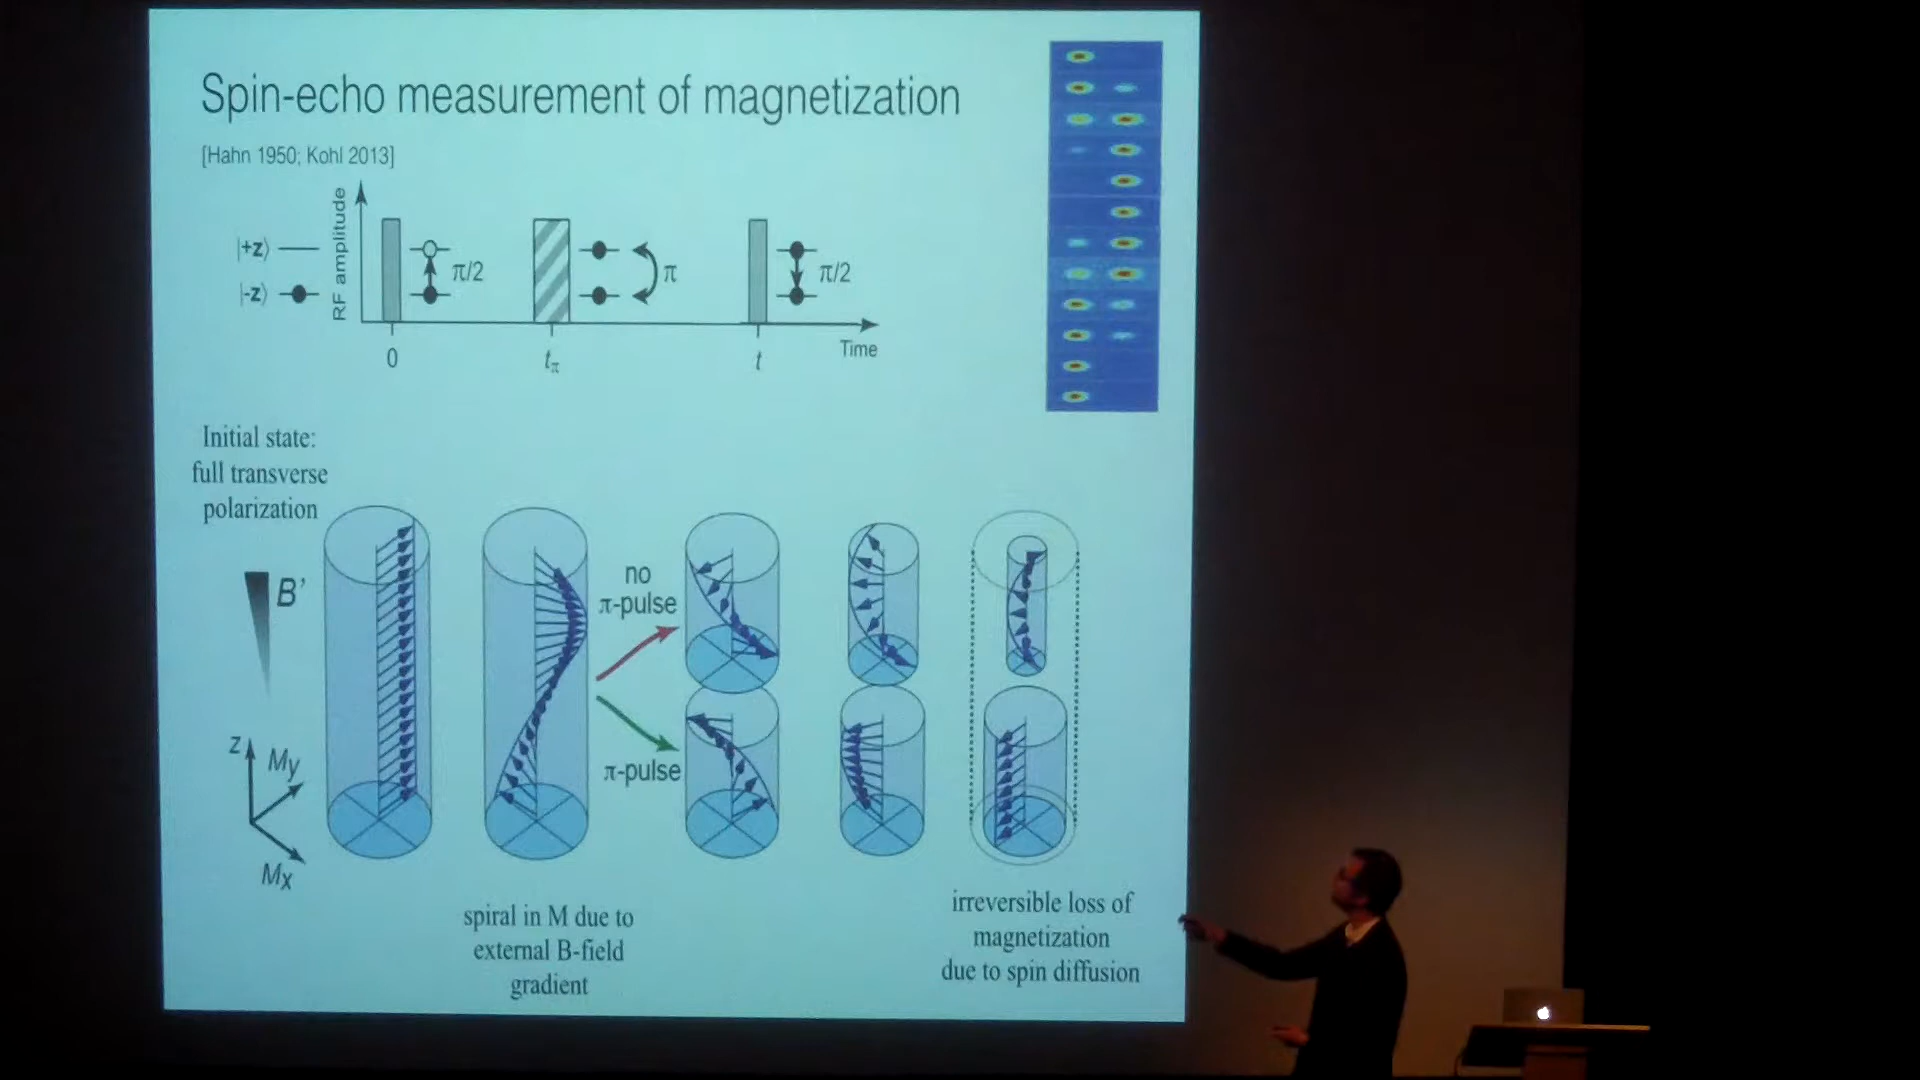 Spin-echo measurement of magnetization
[Hahn 1950; Kohl 2013]
RF amplitude
|+z⟩
|-z⟩
π/2
π
π/2
0
tπ
t
Time
Initial state:
full transverse
polarization
B'
z
My
Mx
no
π-pulse
π-pulse
spiral in M due to
external B-field
gradient
irreversible loss of
magnetization
due to spin diffusion